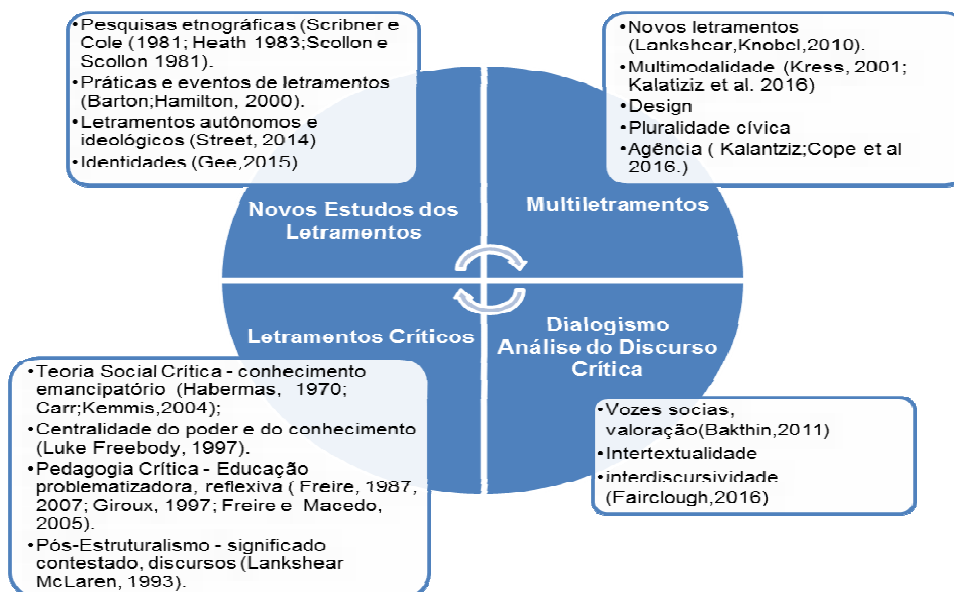 •Pesquisas etnográficas (Scribner e
Cole (1981; Heath 1983;Scollon e
Scollon 1981).
•Práticas e eventos de letramentos
(Barton;Hamilton, 2000).
•Letramentos autônomos e
ideológicos (Street, 2014)
•Identidades (Gee,2015)
Novos Estudos dos
Letramentos
•Novos letramentos
(Lankshear,Knobel,2010).
•Multimodalidade (Kress, 2001;
Kalatiziz et al. 2016)
•Design
•Pluralidade cívica
•Agência ( Kalantziz;Cope et al
2016.)
Multiletramentos
Letramentos Críticos
•Teoria Social Crítica - conhecimento
emancipatório (Habermas, 1970;
Carr;Kemmis,2004);
•Centralidade do poder e do conhecimento
(Luke Freebody, 1997).
•Pedagogia Crítica - Educação
problematizadora, reflexiva ( Freire, 1987,
2007; Giroux, 1997; Freire e Macedo,
2005).
•Pós-Estruturalismo - significado
contestado, discursos (Lankshear
McLaren, 1993).
Dialogismo
Análise do Discurso
Crítica
•Vozes socias,
valoração(Bakthin,2011)
•Intertextualidade
•interdiscursividade
(Fairclough,2016)